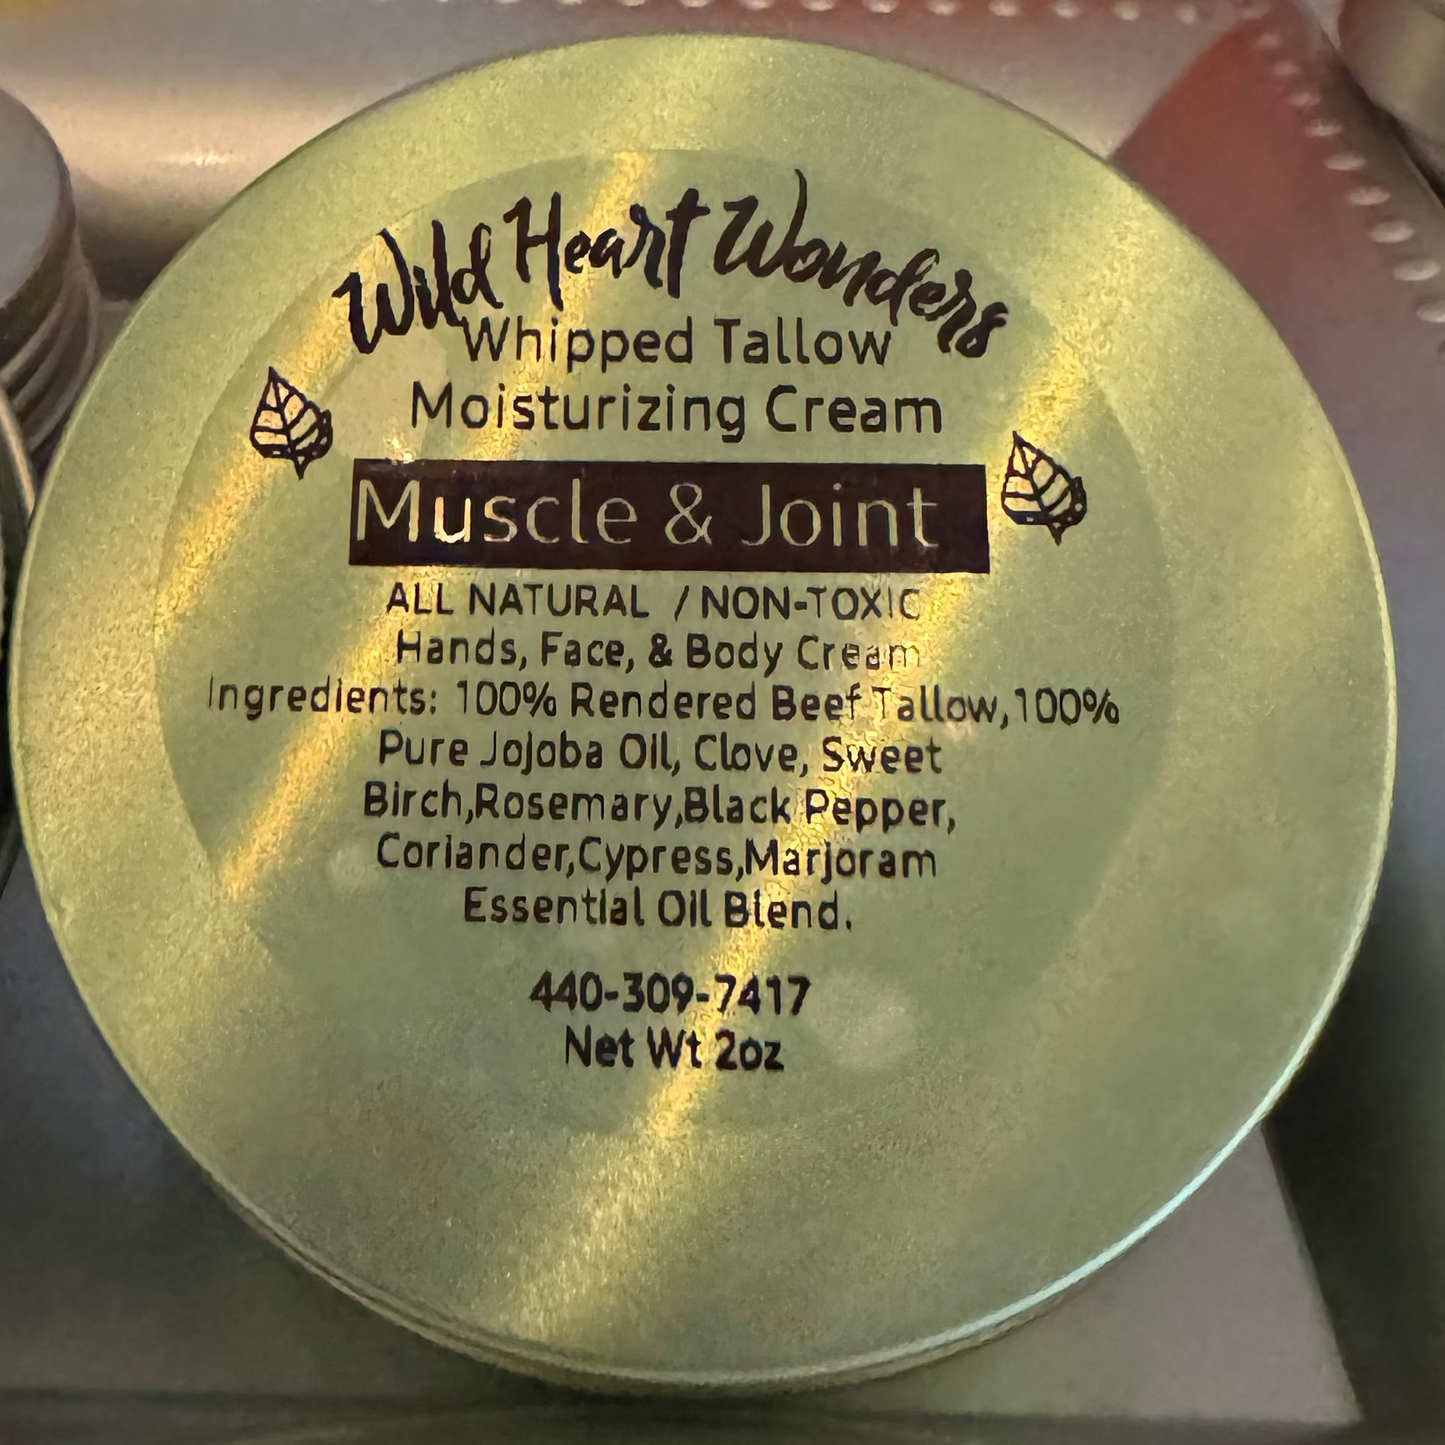 Wild Heart Wonders
Whipped Tallow
Moisturizing Cream
Muscle & Joint
ALL NATURAL / NON-TOXIC
Hands, Face, & Body Cream
Ingredients: 100% Rendered Beef Tallow,100%
Pure Jojoba Oil, Clove, Sweet
Birch,Rosemary,Black Pepper,
Coriander,Cypress,Marjoram
Essential Oil Blend.
440-309-7417
Net Wt 2oz